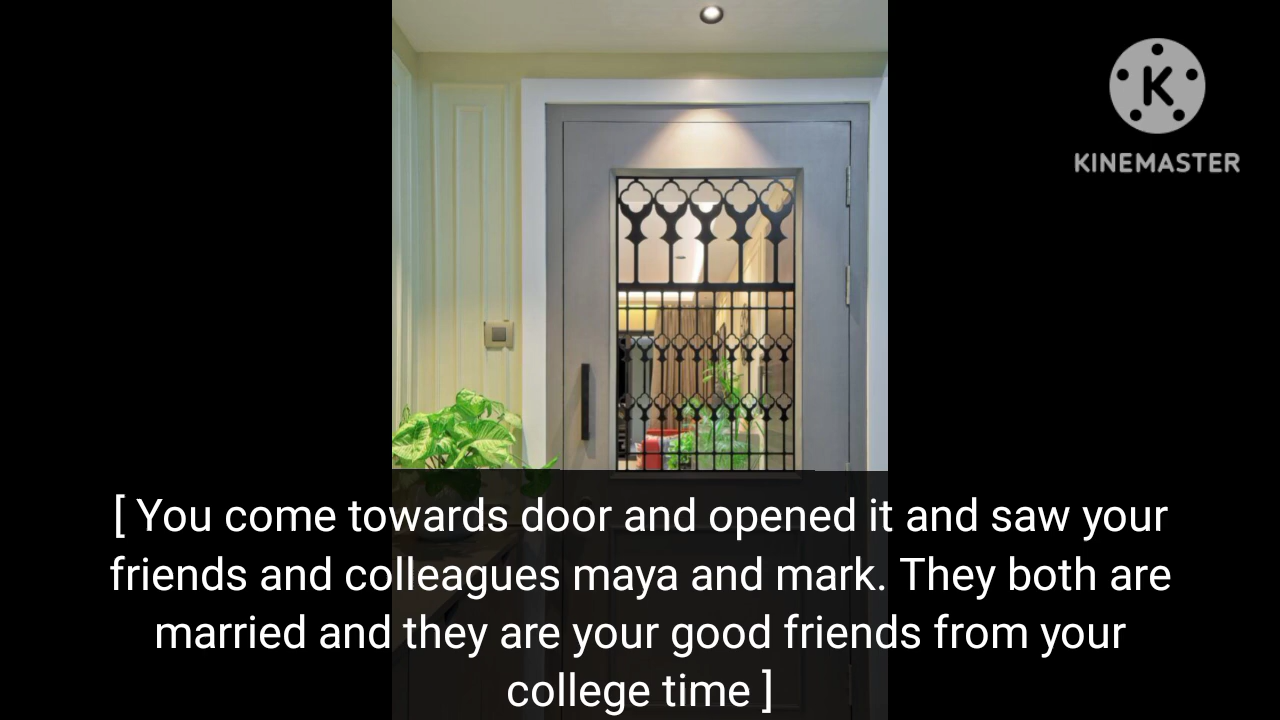 KINEMASTER
[ You come towards door and opened it and saw your
friends and colleagues maya and mark. They both are
married and they are your good friends from your
college time ]